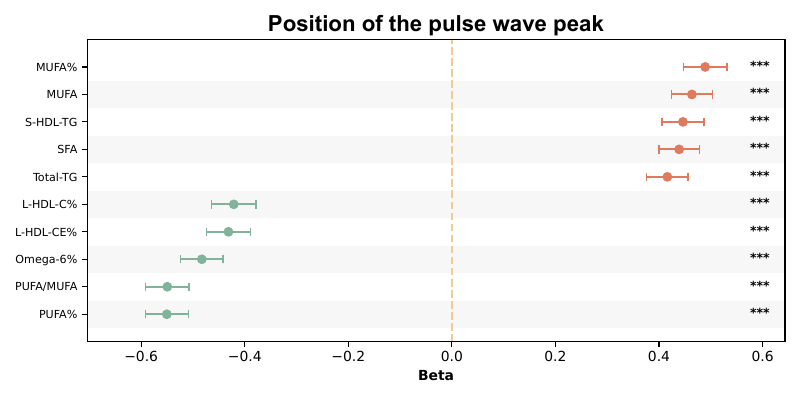 Position of the pulse wave peak
MUFA% ***
MUFA ***
S-HDL-TG ***
SFA ***
Total-TG ***
L-HDL-C% ***
L-HDL-CE% ***
Omega-6% ***
PUFA/MUFA ***
PUFA% ***
−0.6 −0.4 −0.2 0.0 0.2 0.4 0.6
Beta